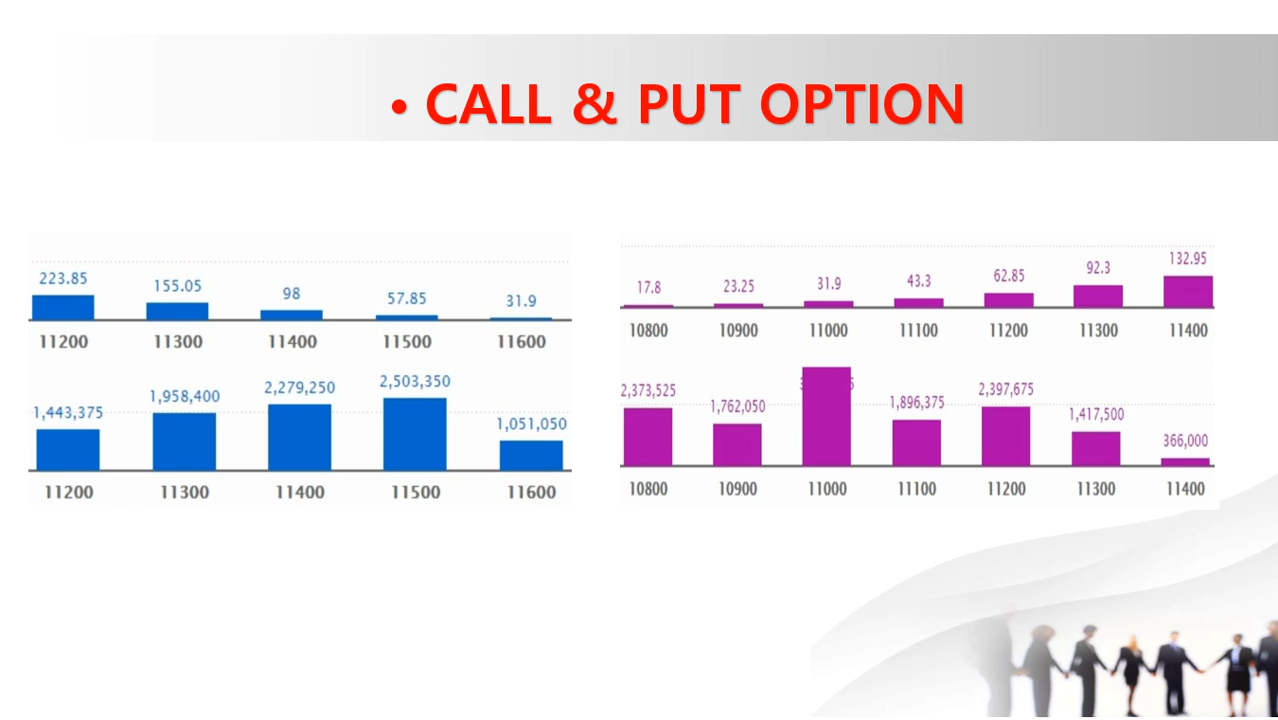 • CALL & PUT OPTION
223.85 155.05 98 57.85 31.9
11200 11300 11400 11500 11600
1,443,375 1,958,400 2,279,250 2,503,350 1,051,050
11200 11300 11400 11500 11600
17.8 23.25 31.9 43.3 62.85 92.3 132.95
10800 10900 11000 11100 11200 11300 11400
2,373,525 1,762,050 1,896,375 2,397,675 1,417,500 366,000
10800 10900 11000 11100 11200 11300 11400